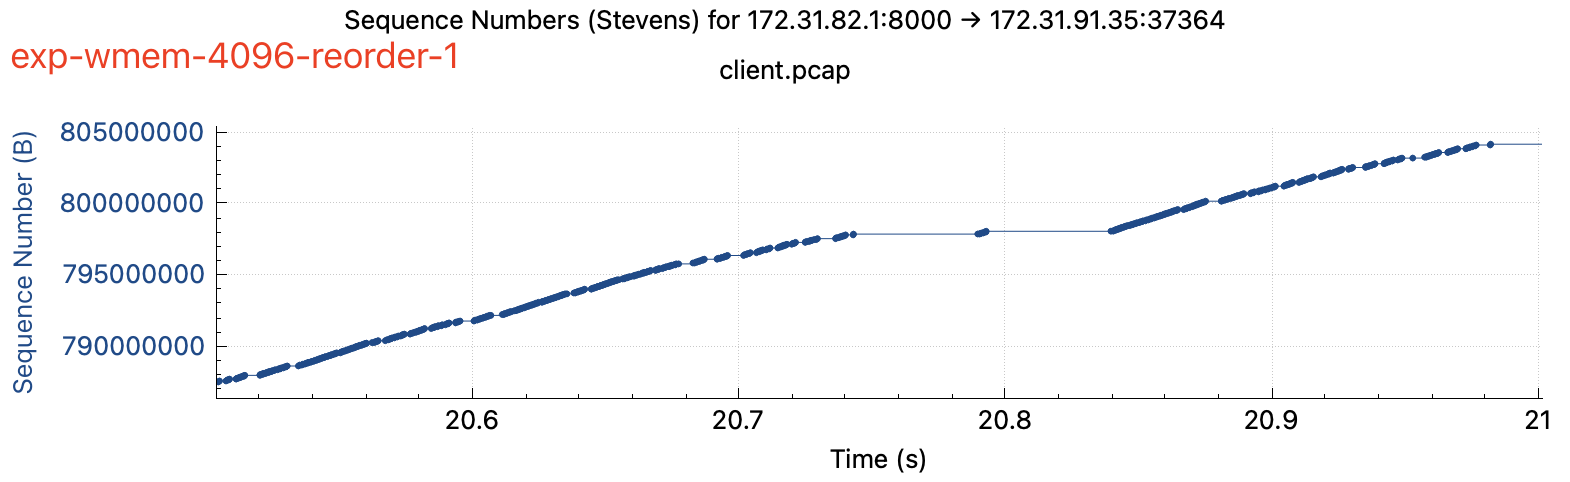 Sequence Numbers (Stevens) for 172.31.82.1:8000 → 172.31.91.35:37364
exp-wmem-4096-reorder-1
client.pcap
Sequence Number (B)
805000000
800000000
795000000
790000000
20.6
20.7
20.8
20.9
21
Time (s)